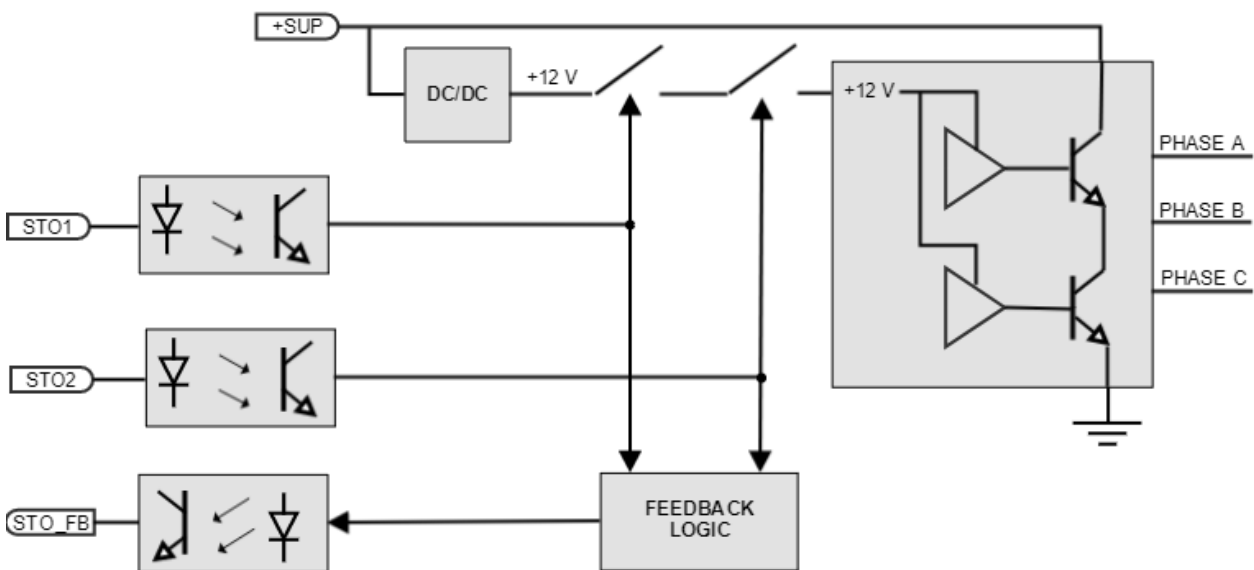 +SUP
DC/DC
+12 V
+12 V
PHASE A
STO1
PHASE B
PHASE C
STO2
STO_FB
FEEDBACK
LOGIC